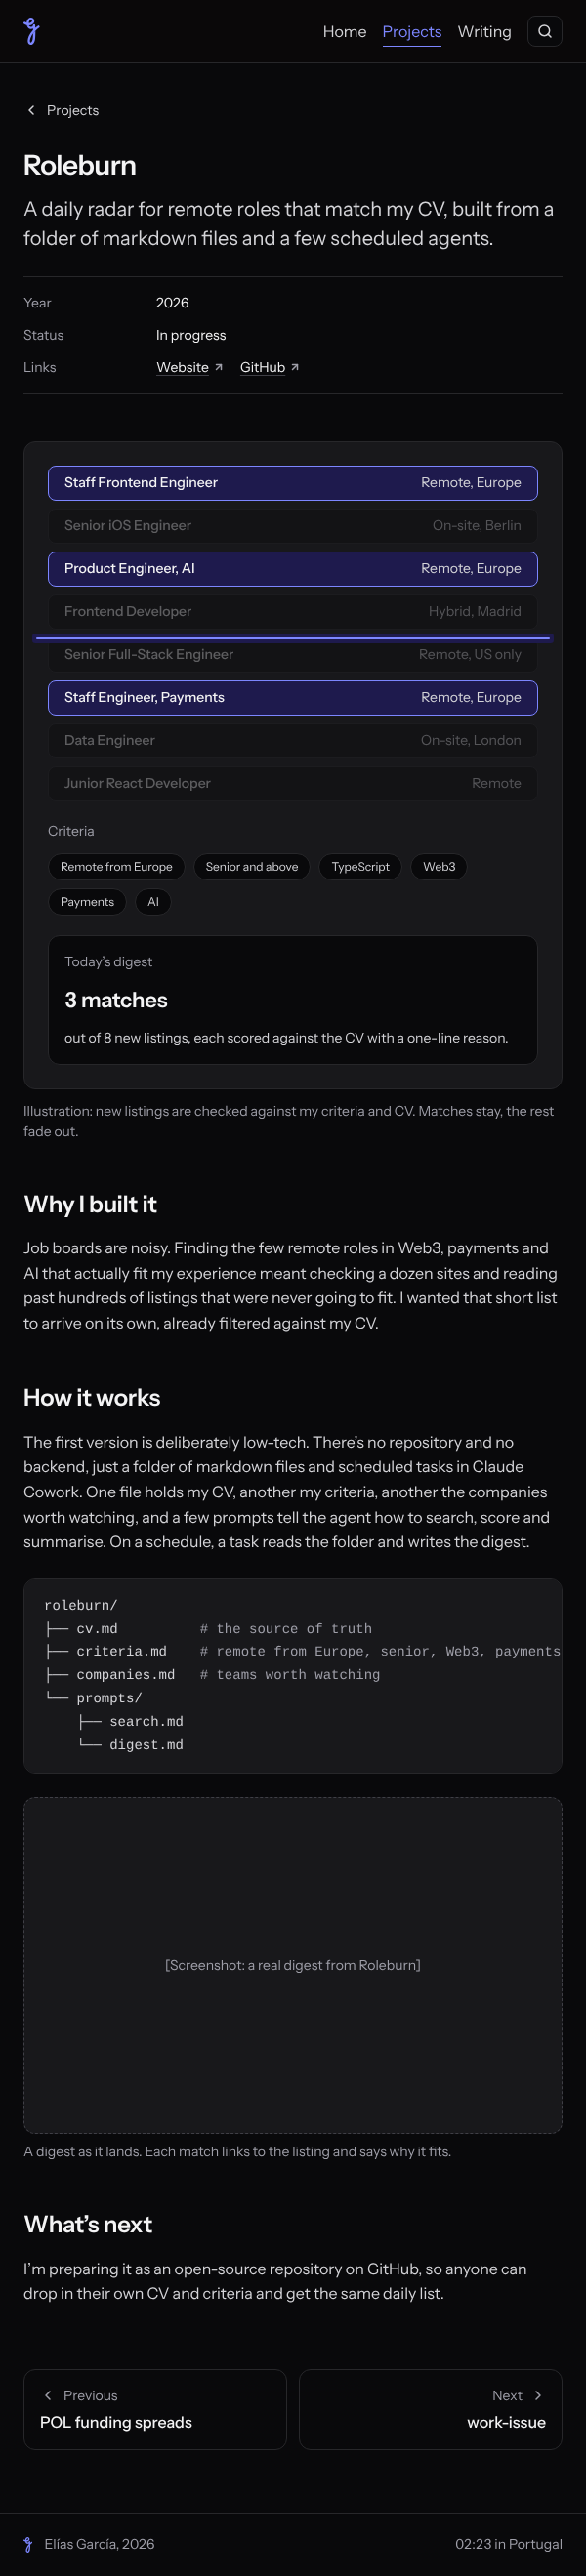 Home Projects Writing
Projects
Roleburn
A daily radar for remote roles that match my CV, built from a
folder of markdown files and a few scheduled agents.
Year 2026
Status In progress
Links Website GitHub
Staff Frontend Engineer Remote, Europe
Senior iOS Engineer On-site, Berlin
Product Engineer, AI Remote, Europe
Frontend Developer Hybrid, Madrid
Senior Full-Stack Engineer Remote, US only
Staff Engineer, Payments Remote, Europe
Data Engineer On-site, London
Junior React Developer Remote
Criteria
Remote from Europe Senior and above TypeScript Web3
Payments AI
Today’s digest
3 matches
out of 8 new listings, each scored against the CV with a one-line reason.
Illustration: new listings are checked against my criteria and CV. Matches stay, the rest
fade out.
Why I built it
Job boards are noisy. Finding the few remote roles in Web3, payments and
AI that actually fit my experience meant checking a dozen sites and reading
past hundreds of listings that were never going to fit. I wanted that short list
to arrive on its own, already filtered against my CV.
How it works
The first version is deliberately low-tech. There’s no repository and no
backend, just a folder of markdown files and scheduled tasks in Claude
Cowork. One file holds my CV, another my criteria, another the companies
worth watching, and a few prompts tell the agent how to search, score and
summarise. On a schedule, a task reads the folder and writes the digest.
roleburn/
├── cv.md # the source of truth
├── criteria.md # remote from Europe, senior, Web3, payments
├── companies.md # teams worth watching
└── prompts/
├── search.md
└── digest.md
[Screenshot: a real digest from Roleburn]
A digest as it lands. Each match links to the listing and says why it fits.
What’s next
I’m preparing it as an open-source repository on GitHub, so anyone can
drop in their own CV and criteria and get the same daily list.
Previous
POL funding spreads
Next
work-issue
Elías García, 2026 02:23 in Portugal